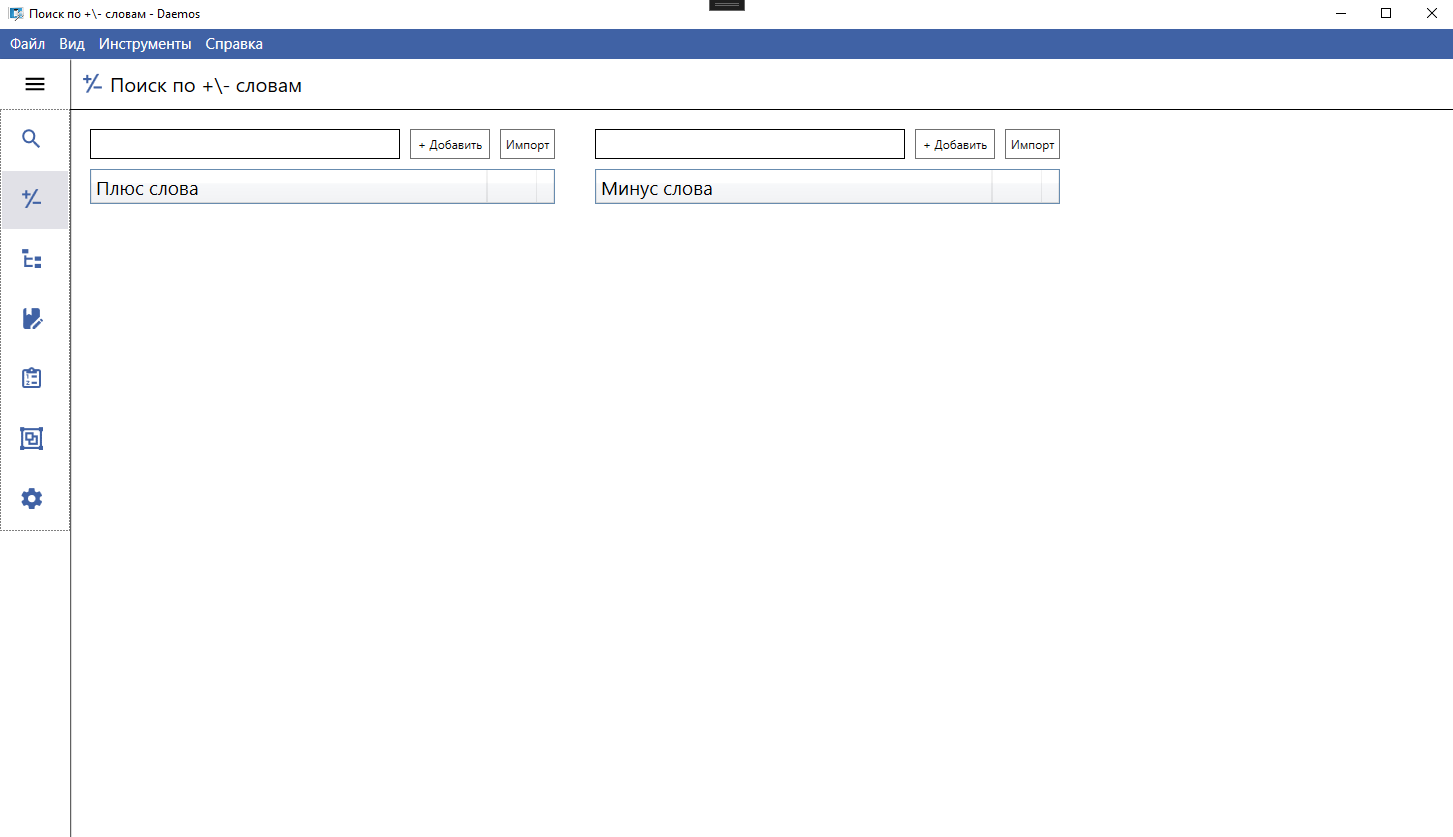 Поиск по +\- словам - Daemos
Файл Вид Инструменты Справка
Поиск по +\- словам
+ Добавить Импорт + Добавить Импорт
Плюс слова Минус слова